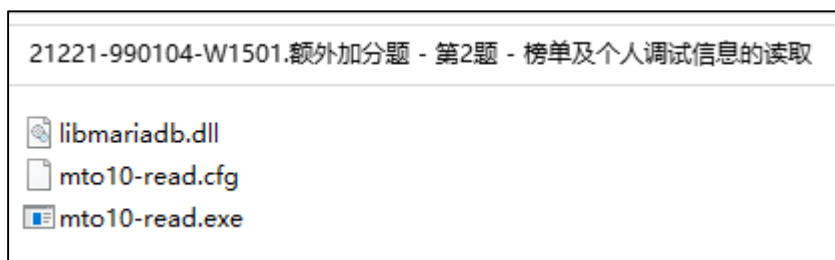 21221-990104-W1501.额外加分题 - 第2题 - 榜单及个人调试信息的读取
libmariadb.dll
mto10-read.cfg
mto10-read.exe